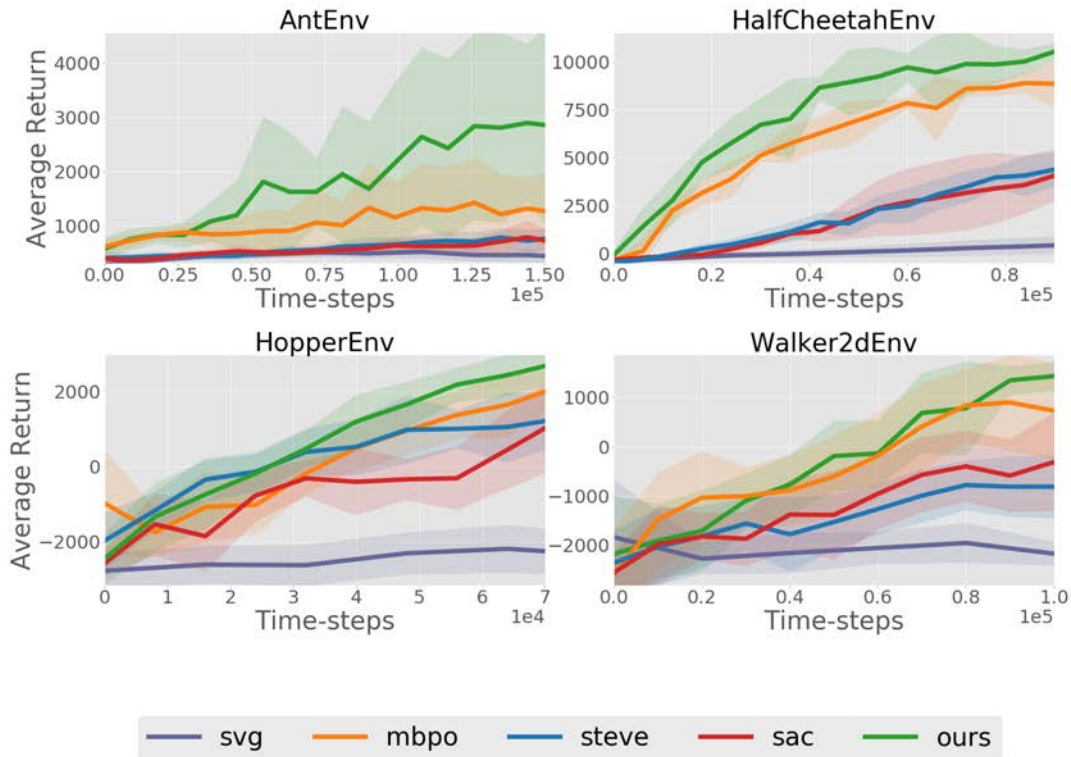 AntEnv
HalfCheetahEnv
Average Return
4000
3000
2000
1000
0.00 0.25 0.50 0.75 1.00 1.25 1.50
1e5
Time-steps
10000
7500
5000
2500
0
0.0 0.2 0.4 0.6 0.8
1e5
Time-steps
HopperEnv
Walker2dEnv
Average Return
2000
0
−2000
0 1 2 3 4 5 6 7
1e4
Time-steps
1000
0
−1000
−2000
0.0 0.2 0.4 0.6 0.8 1.0
1e5
Time-steps
svg mbpo steve sac ours